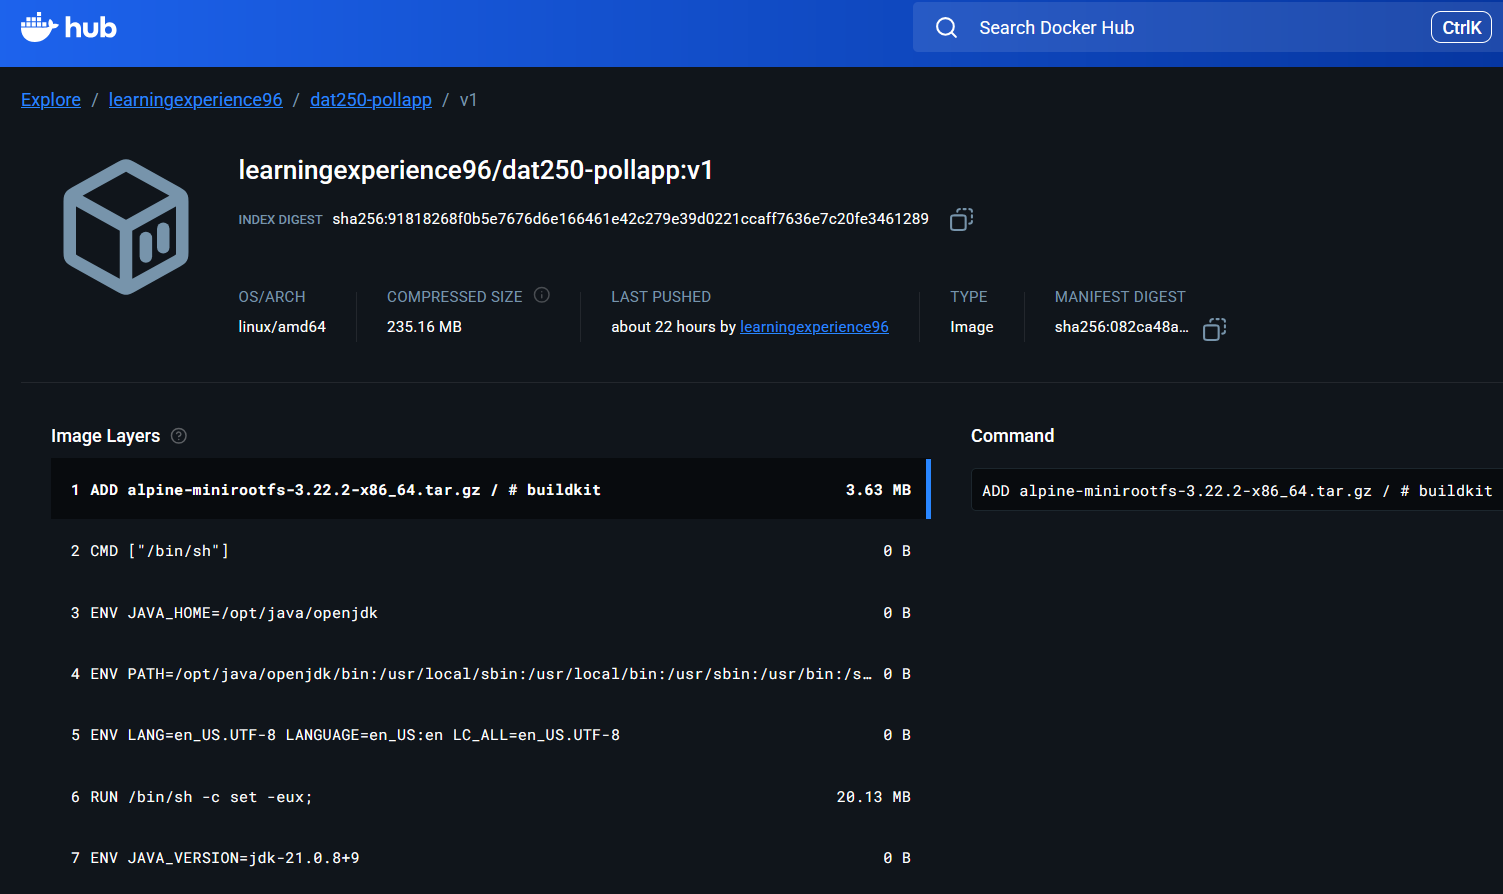 hub
Search Docker Hub
CtrlK
Explore / learningexperience96 / dat250-pollapp / v1
learningexperience96/dat250-pollapp:v1
INDEX DIGEST sha256:91818268f0b5e7676d6e166461e42c279e39d0221ccaff7636e7c20fe3461289
OS/ARCH
linux/amd64
COMPRESSED SIZE
235.16 MB
LAST PUSHED
about 22 hours by learningexperience96
TYPE
Image
MANIFEST DIGEST
sha256:082ca48a...
Image Layers
1 ADD alpine-minirootfs-3.22.2-x86_64.tar.gz / # buildkit 3.63 MB
2 CMD ["/bin/sh"] 0 B
3 ENV JAVA_HOME=/opt/java/openjdk 0 B
4 ENV PATH=/opt/java/openjdk/bin:/usr/local/sbin:/usr/local/bin:/usr/sbin:/usr/bin:/s… 0 B
5 ENV LANG=en_US.UTF-8 LANGUAGE=en_US:en LC_ALL=en_US.UTF-8 0 B
6 RUN /bin/sh -c set -eux; 20.13 MB
7 ENV JAVA_VERSION=jdk-21.0.8+9 0 B
Command
ADD alpine-minirootfs-3.22.2-x86_64.tar.gz / # buildkit